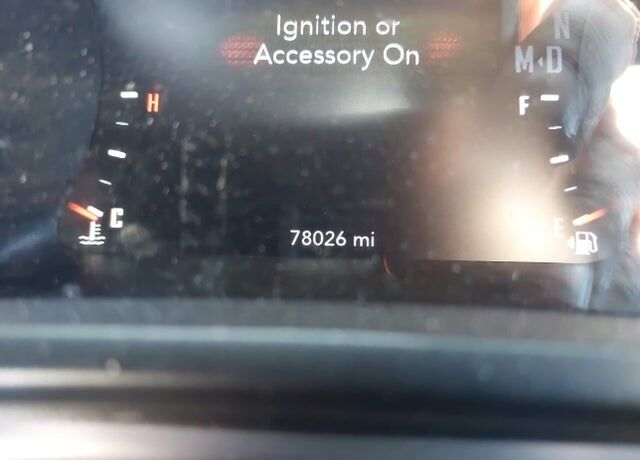 Ignition or
Accessory On
N
M◂D
H
F
C
E
78026 mi